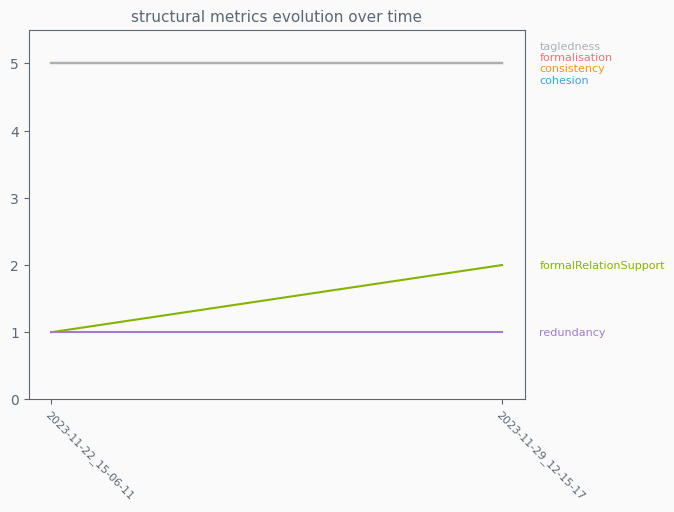 structural metrics evolution over time
5
4
3
2
1
0
tagledness
formalisation
consistency
cohesion
formalRelationSupport
redundancy
2023-11-22_15-06-11
2023-11-29_12-15-17